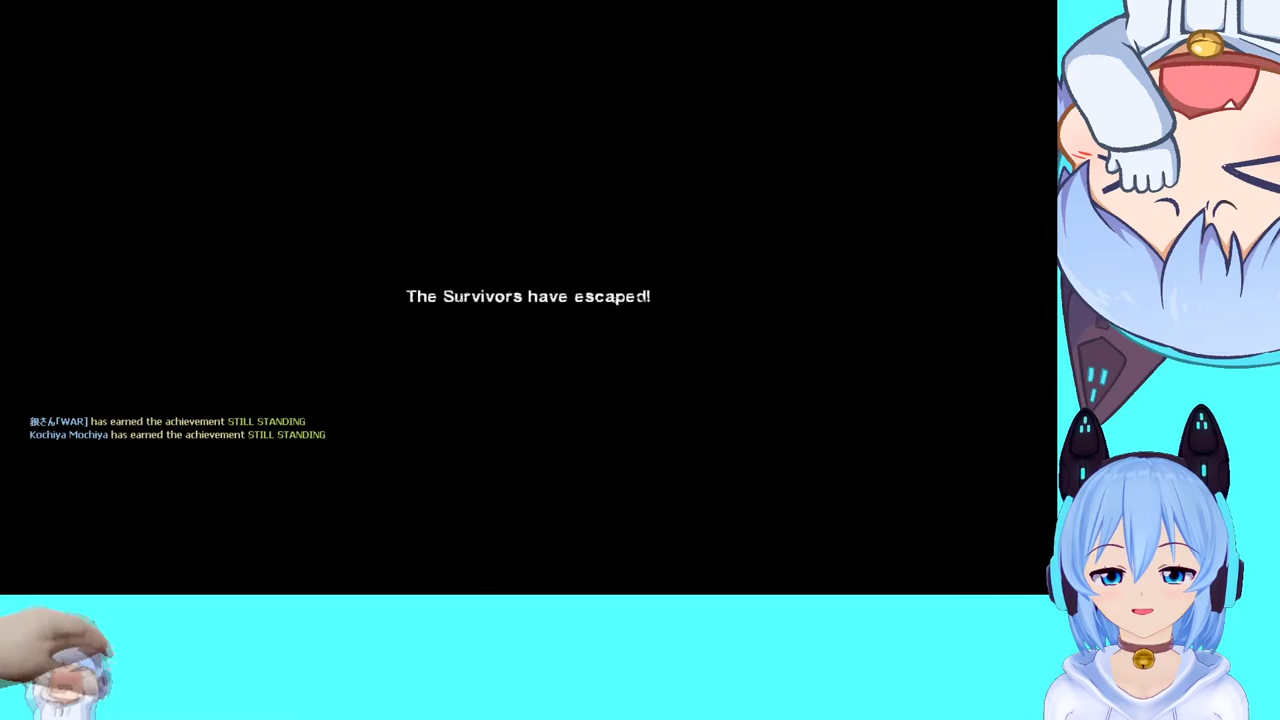 The Survivors have escaped!
銀さん「WAR] has earned the achievement STILL STANDING
Kochiya Mochiya has earned the achievement STILL STANDING